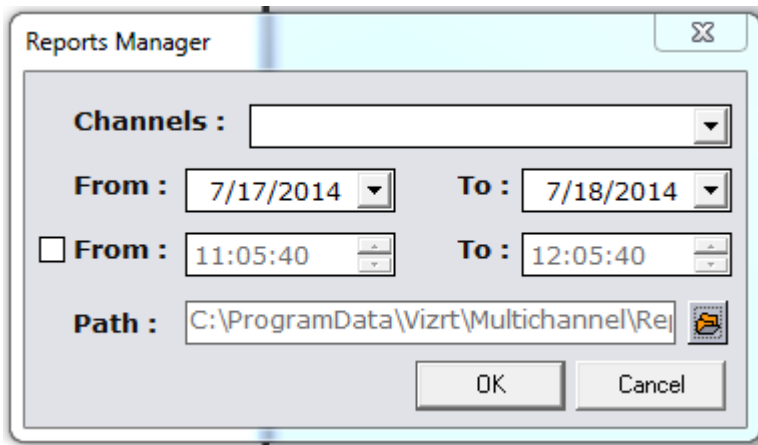 Reports Manager
Channels :
From : 7/17/2014 To : 7/18/2014
From : 11:05:40 To : 12:05:40
Path : C:\ProgramData\Vizrt\Multichannel\Re
OK Cancel